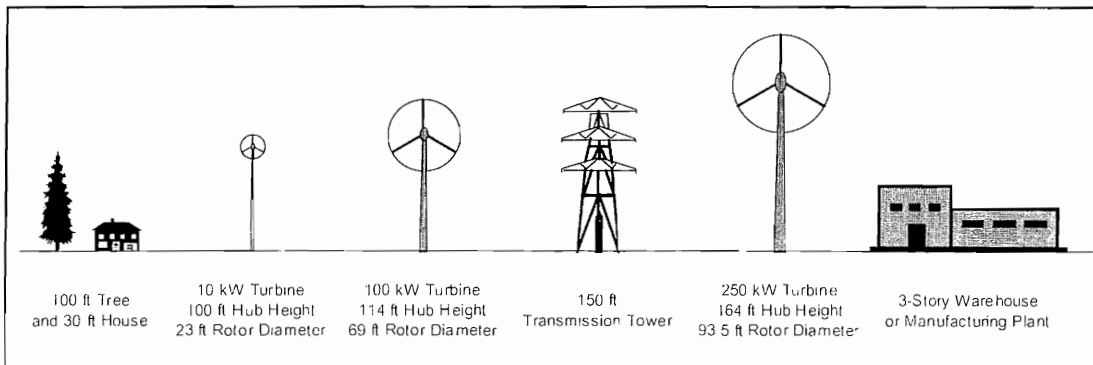 100 ft Tree
and 30 ft House
10 kW Turbine
100 ft Hub Height
23 ft Rotor Diameter
100 kW Turbine
114 ft Hub Height
69 ft Rotor Diameter
150 ft
Transmission Tower
250 kW Turbine
164 ft Hub Height
93 5 ft Rotor Diameter
3-Story Warehouse
or Manufacturing Plant